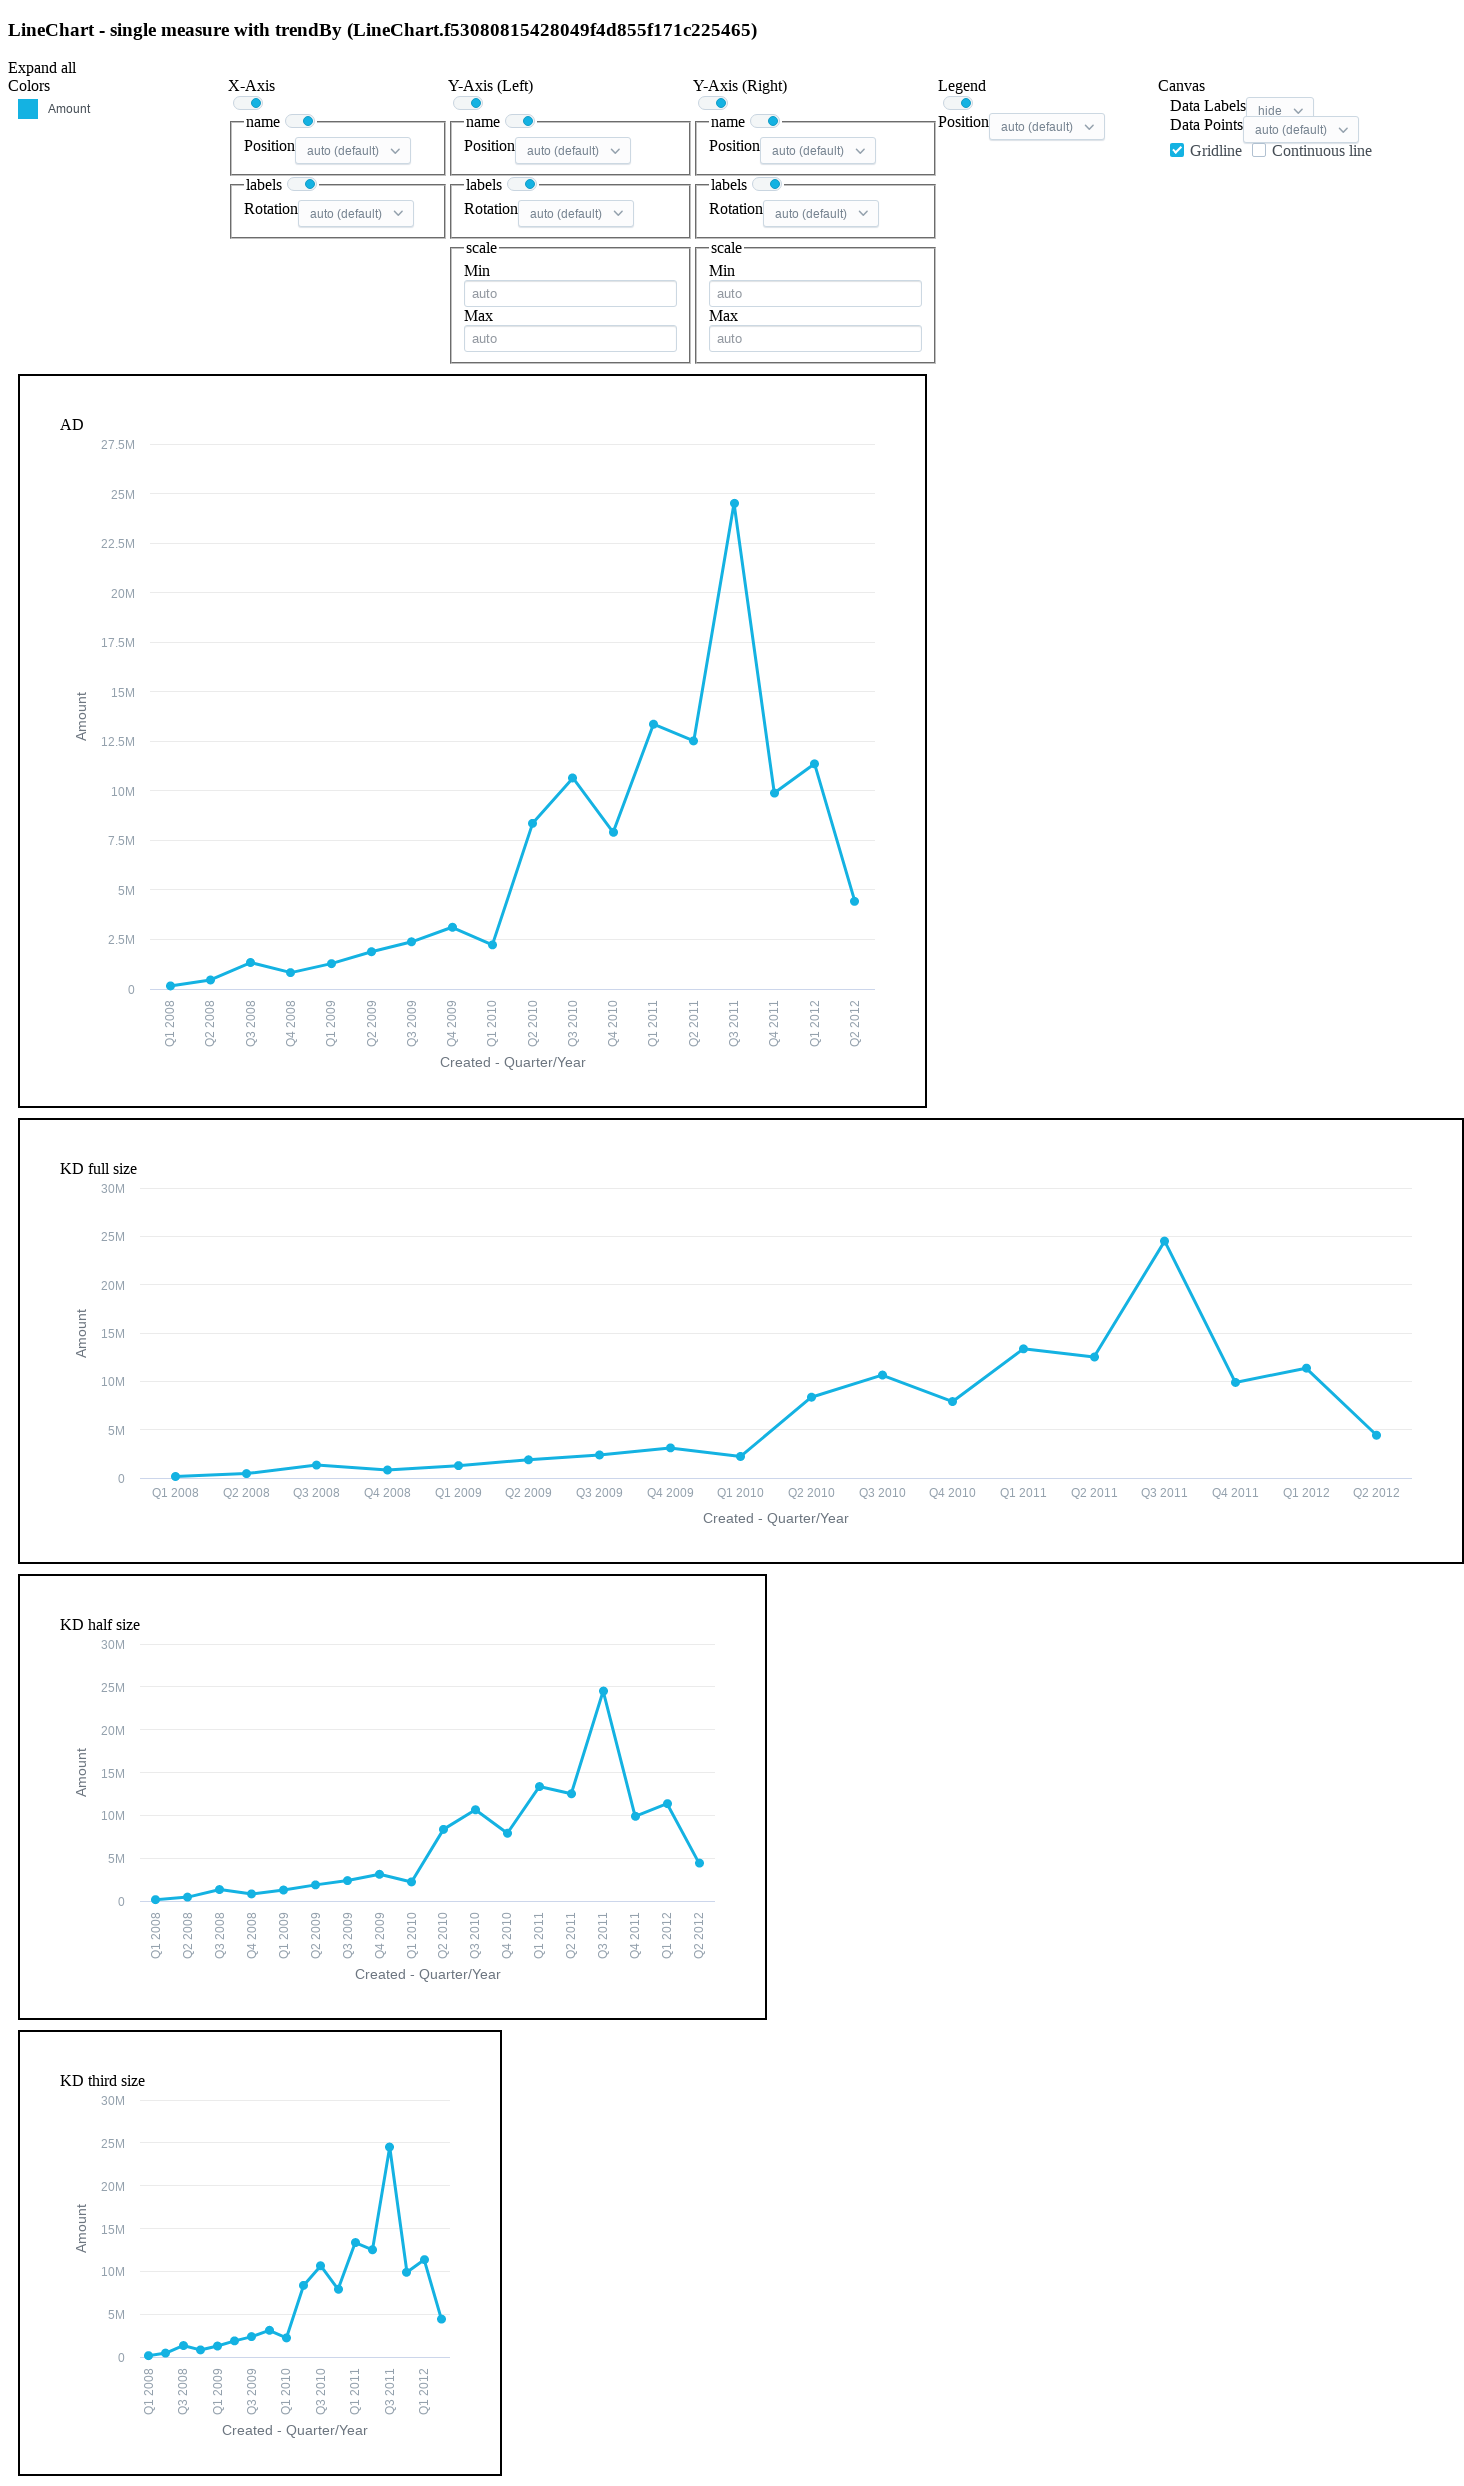 LineChart - single measure with trendBy (LineChart.f53080815428049f4d855f171c225465)
Expand all
Colors
Amount
X-Axis
name
Position auto (default)
labels
Rotation auto (default)
Y-Axis (Left)
name
Position auto (default)
labels
Rotation auto (default)
scale
Min
auto
Max
auto
Y-Axis (Right)
name
Position auto (default)
labels
Rotation auto (default)
scale
Min
auto
Max
auto
Legend
Position auto (default)
Canvas
Data Labels hide
Data Points auto (default)
Gridline Continuous line
AD
27.5M
25M
22.5M
20M
17.5M
15M
12.5M
10M
7.5M
5M
2.5M
0
Amount
Q1 2008 Q2 2008 Q3 2008 Q4 2008 Q1 2009 Q2 2009 Q3 2009 Q4 2009 Q1 2010 Q2 2010 Q3 2010 Q4 2010 Q1 2011 Q2 2011 Q3 2011 Q4 2011 Q1 2012 Q2 2012
Created - Quarter/Year
KD full size
30M
25M
20M
15M
10M
5M
0
Amount
Q1 2008 Q2 2008 Q3 2008 Q4 2008 Q1 2009 Q2 2009 Q3 2009 Q4 2009 Q1 2010 Q2 2010 Q3 2010 Q4 2010 Q1 2011 Q2 2011 Q3 2011 Q4 2011 Q1 2012 Q2 2012
Created - Quarter/Year
KD half size
30M
25M
20M
15M
10M
5M
0
Amount
Q1 2008 Q2 2008 Q3 2008 Q4 2008 Q1 2009 Q2 2009 Q3 2009 Q4 2009 Q1 2010 Q2 2010 Q3 2010 Q4 2010 Q1 2011 Q2 2011 Q3 2011 Q4 2011 Q1 2012 Q2 2012
Created - Quarter/Year
KD third size
30M
25M
20M
15M
10M
5M
0
Amount
Q1 2008 Q3 2008 Q1 2009 Q3 2009 Q1 2010 Q3 2010 Q1 2011 Q3 2011 Q1 2012
Created - Quarter/Year